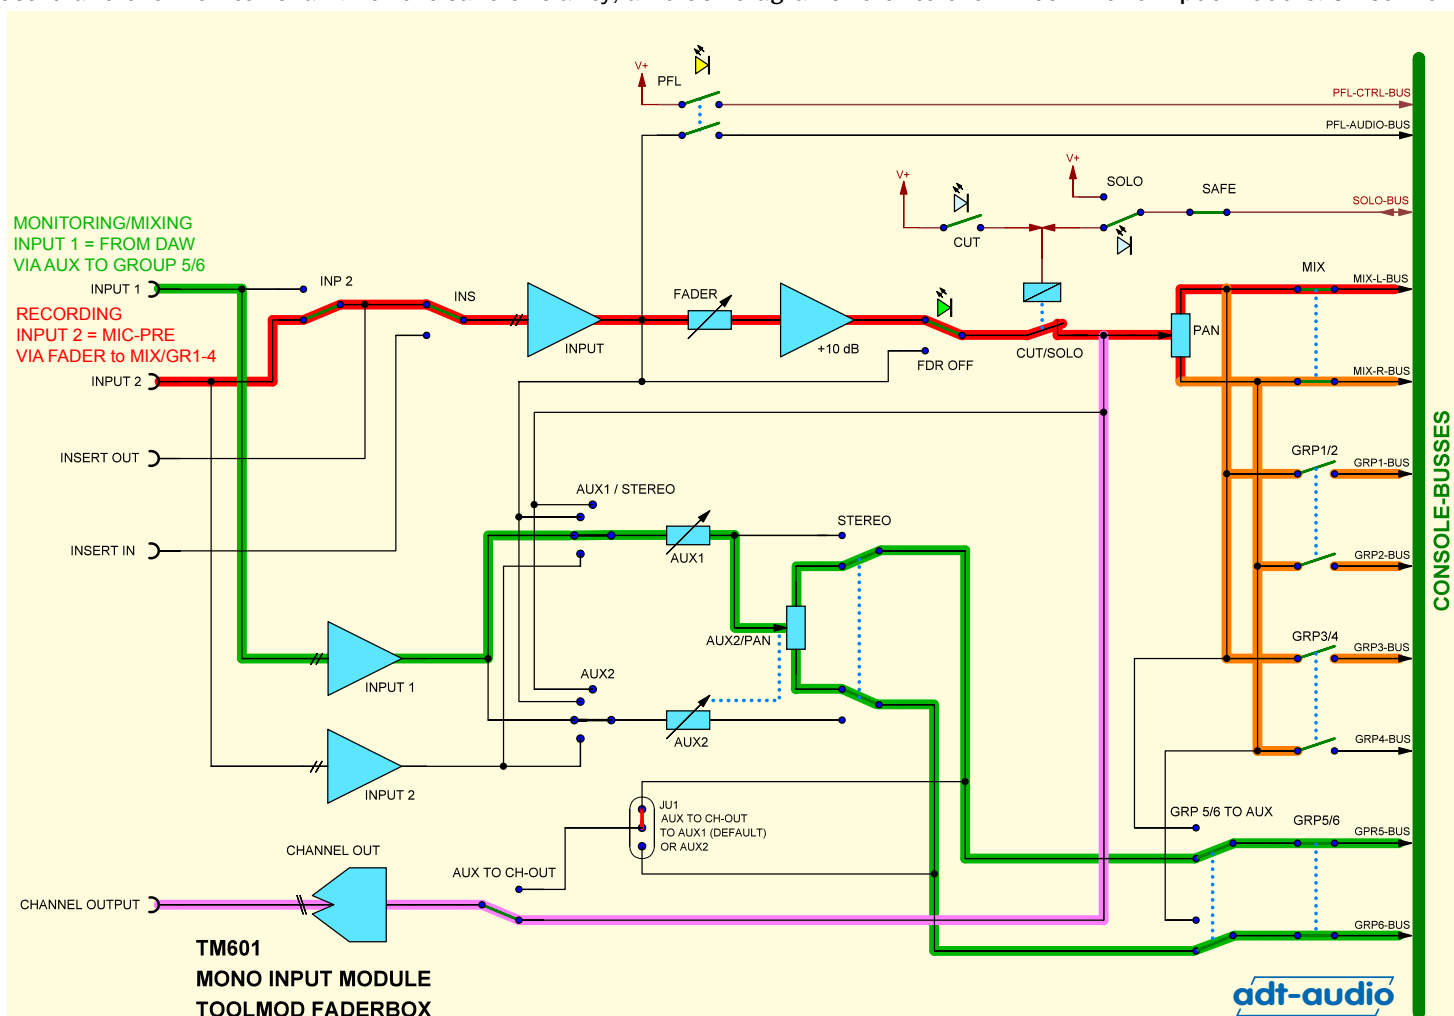 V+
PFL
PFL-CTRL-BUS
PFL-AUDIO-BUS
V+
V+
SOLO
SAFE
SOLO-BUS
CUT
MONITORING/MIXING
INPUT 1 = FROM DAW
VIA AUX TO GROUP 5/6
INPUT 1
INP 2
INS
FADER
MIX
MIX-L-BUS
RECORDING
INPUT 2 = MIC-PRE
VIA FADER to MIX/GR1-4
INPUT 2
INPUT
+10 dB
FDR OFF
CUT/SOLO
PAN
MIX-R-BUS
INSERT OUT
GRP1/2
GRP1-BUS
CONSOLE-BUSSES
AUX1 / STEREO
STEREO
INSERT IN
AUX1
GRP2-BUS
AUX2/PAN
GRP3/4
GRP3-BUS
INPUT 1
AUX2
AUX2
GRP4-BUS
INPUT 2
JU1
AUX TO CH-OUT
TO AUX1 (DEFAULT)
OR AUX2
GRP 5/6 TO AUX
GRP5/6
GPR5-BUS
CHANNEL OUT
AUX TO CH-OUT
CHANNEL OUTPUT
GRP6-BUS
TM601
MONO INPUT MODULE
TOOLMOD FADERBOX
adt-audio